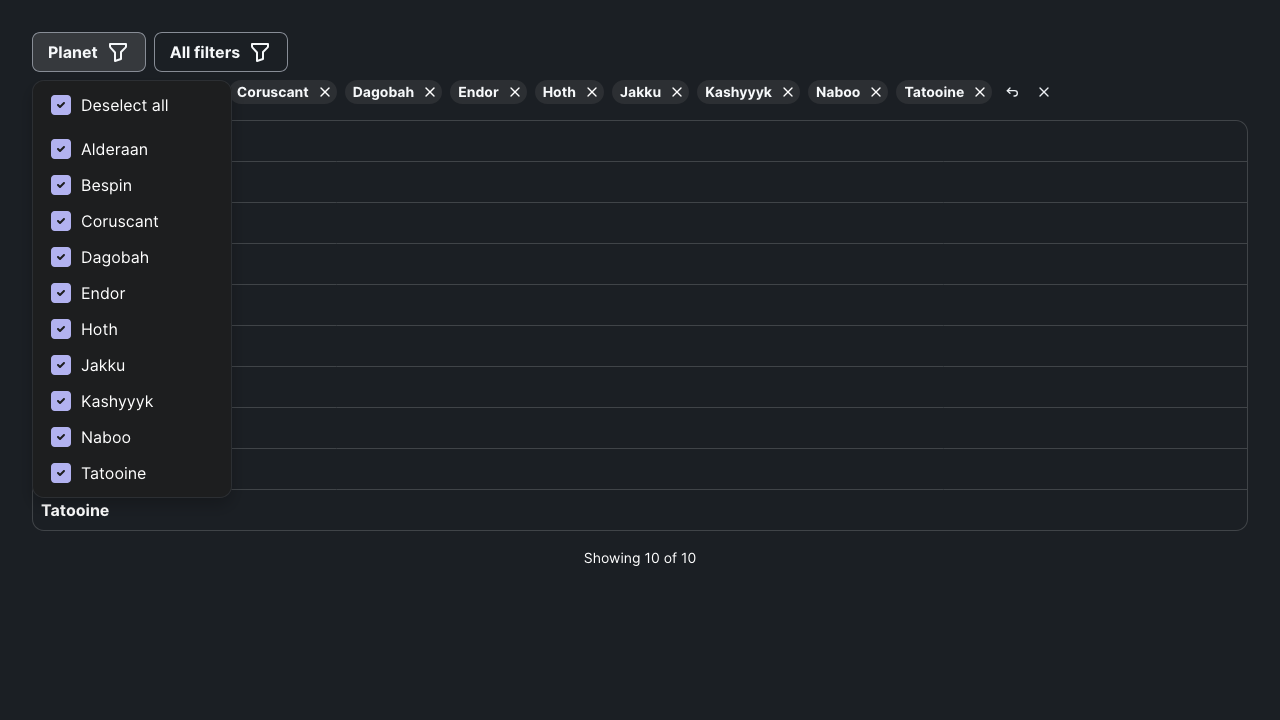 Planet All filters
Coruscant Dagobah Endor Hoth Jakku Kashyyyk Naboo Tatooine
Deselect all
Alderaan
Bespin
Coruscant
Dagobah
Endor
Hoth
Jakku
Kashyyyk
Naboo
Tatooine
Tatooine
Showing 10 of 10